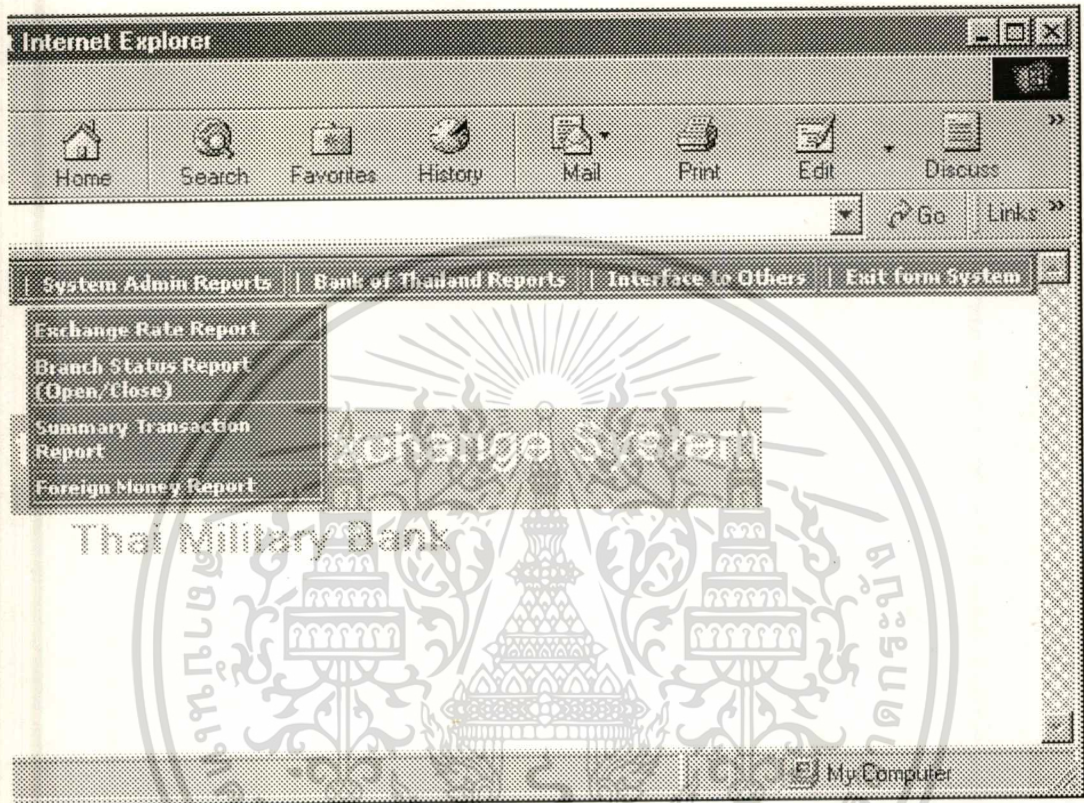 t Internet Explorer
Home Search Favorites History Mail Print Edit Discuss »
Go Links »
| System Admin Reports | Bank of Thailand Reports | Interface to Others | Exit form System
Exchange Rate Report
Branch Status Report
(Open/Close)
Summary Transaction
Report
Foreign Money Report
xchange System
Thai Military Bank
My Computer